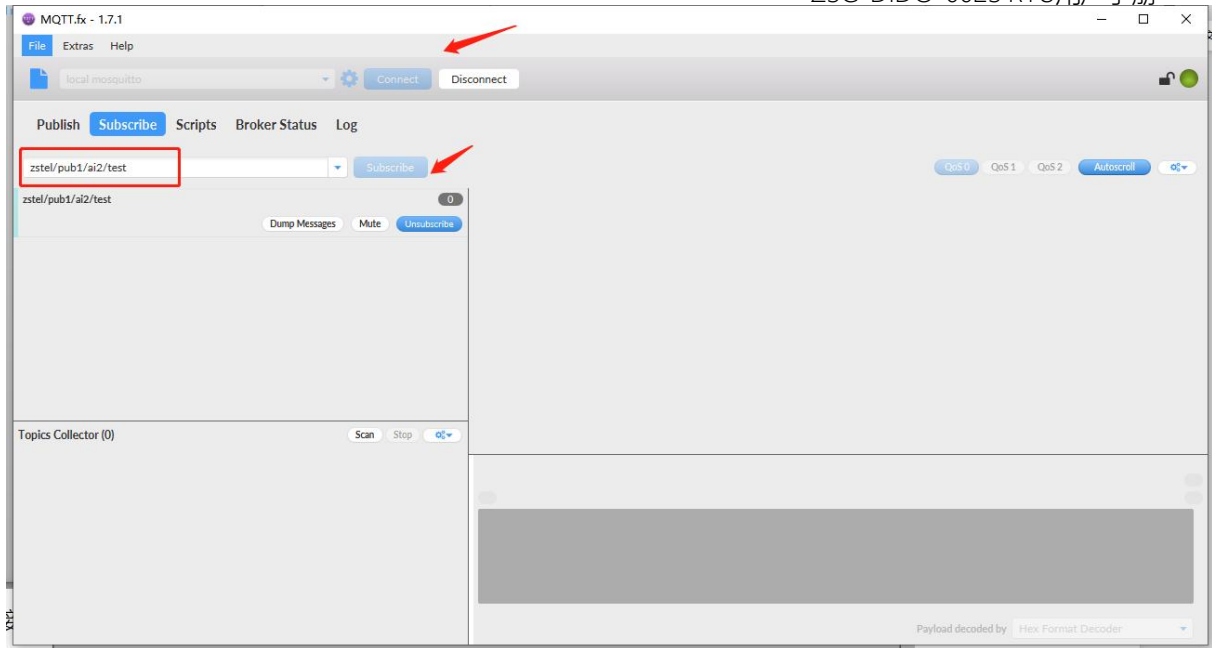 MQTT.fx - 1.7.1
File Extras Help
local mosquitto Connect Disconnect
Publish Subscribe Scripts Broker Status Log
zstel/pub1/ai2/test Subscribe QoS 0 QoS 1 QoS 2 Autoscroll
zstel/pub1/ai2/test 0
Dump Messages Mute Unsubscribe
Topics Collector (0) Scan Stop
Payload decoded by Hex Format Decoder